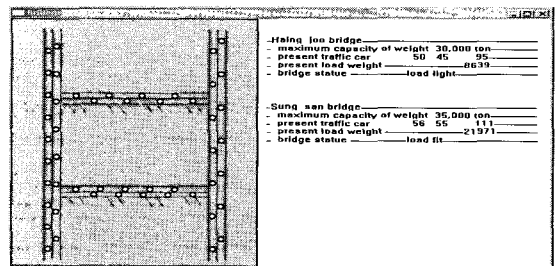 Haing joo bridge
- maximum capacity of weight 30,000 ton
- present traffic car 50 45 95
- present load weight 8639
- bridge statue load light
Sung san bridge
- maximum capacity of weight 35,000 ton
- present traffic car 56 55 111
- present load weight 21971
- bridge statue load fit